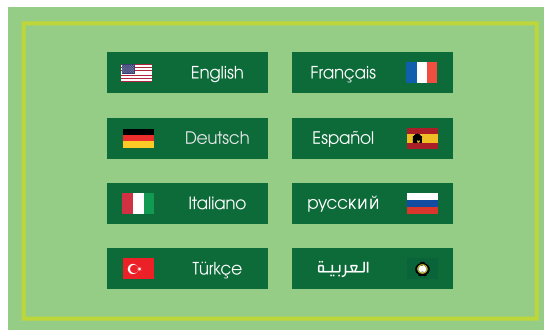 English
Français
Deutsch
Español
Italiano
русский
Türkçe
العربية